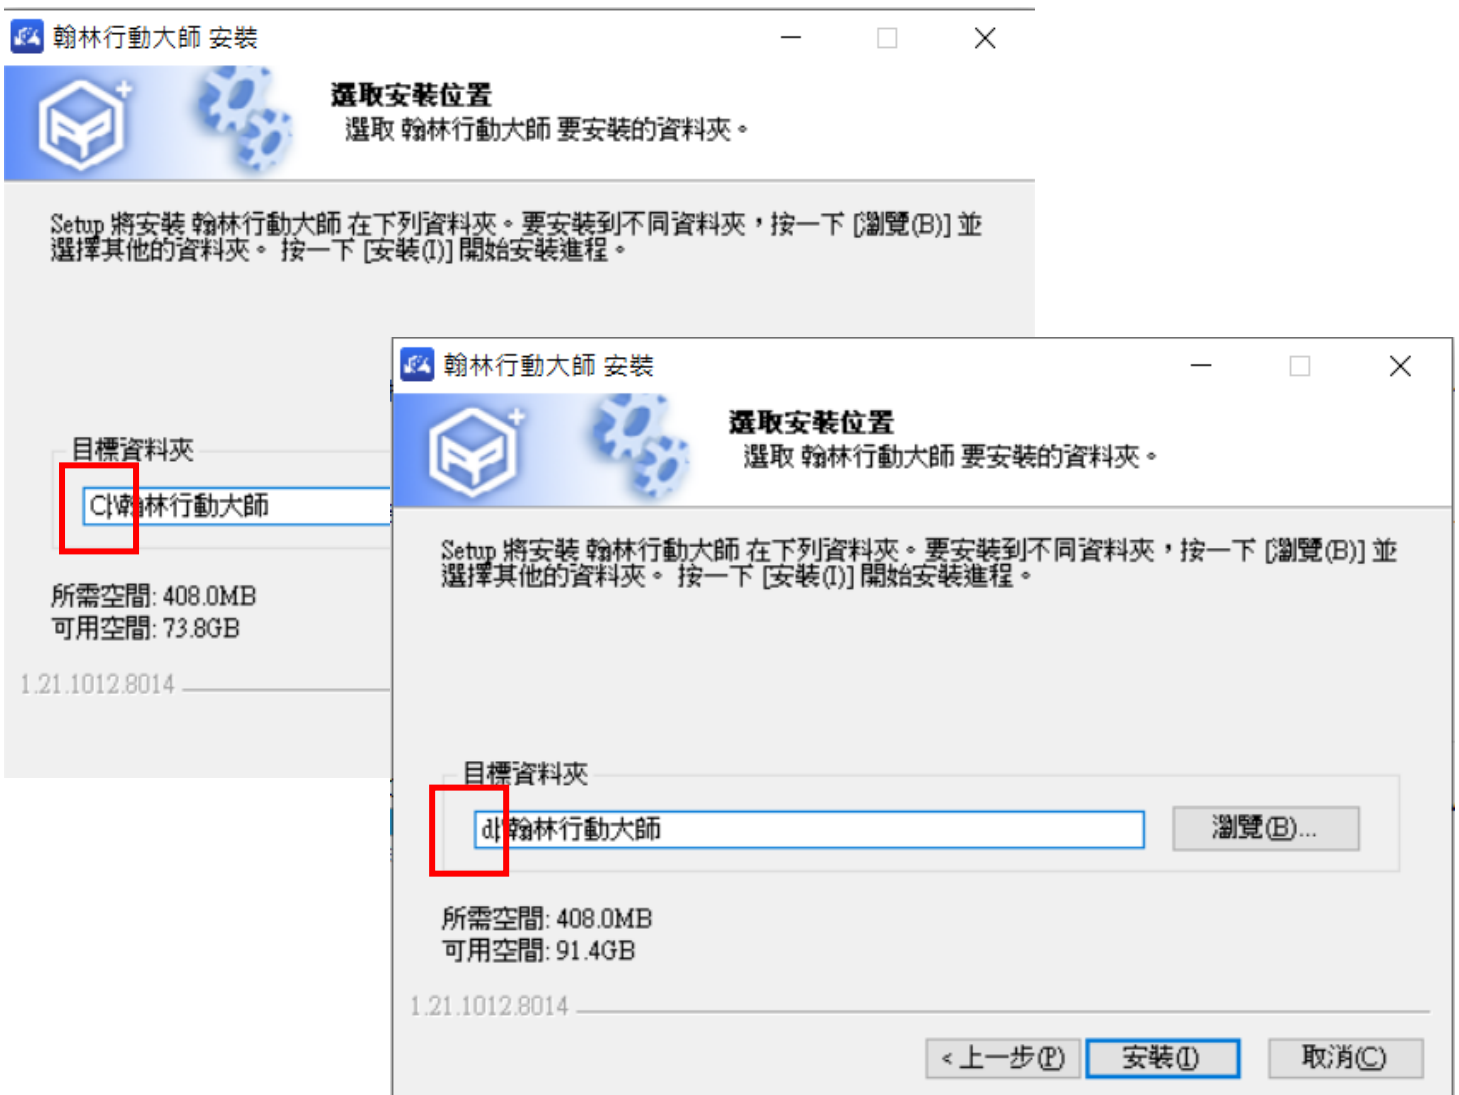 翰林行動大師 安裝
選取安裝位置
選取 翰林行動大師 要安裝的資料夾。
Setup 將安裝 翰林行動大師 在下列資料夾。要安裝到不同資料夾，按一下 [瀏覽(B)] 並
選擇其他的資料夾。 按一下 [安裝(I)] 開始安裝進程。
目標資料夾
C:\翰林行動大師
所需空間: 408.0MB
可用空間: 73.8GB
1.21.1012.8014
翰林行動大師 安裝
選取安裝位置
選取 翰林行動大師 要安裝的資料夾。
Setup 將安裝 翰林行動大師 在下列資料夾。要安裝到不同資料夾，按一下 [瀏覽(B)] 並
選擇其他的資料夾。 按一下 [安裝(I)] 開始安裝進程。
目標資料夾
d:\翰林行動大師
瀏覽(B)...
所需空間: 408.0MB
可用空間: 91.4GB
1.21.1012.8014
< 上一步(P)
安裝(I)
取消(C)